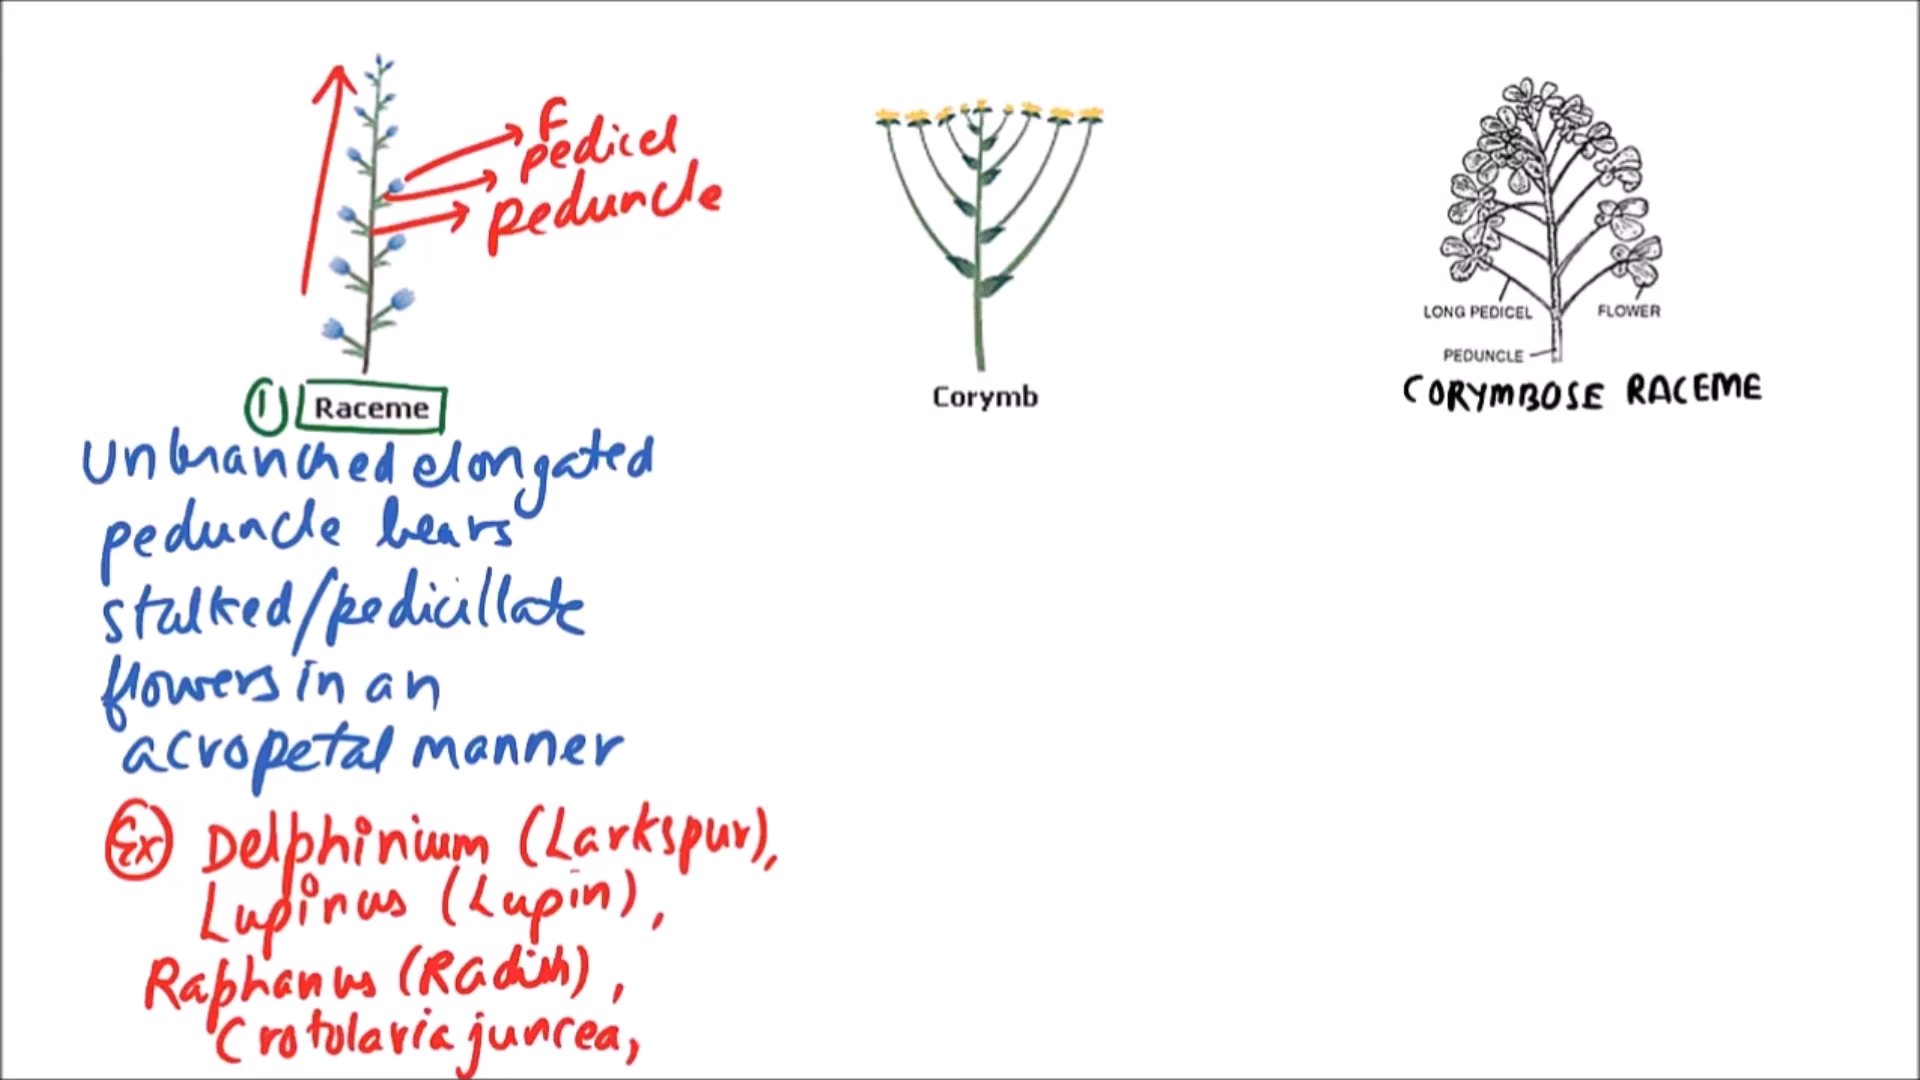 F
pedicel
peduncle
LONG PEDICEL
FLOWER
PEDUNCLE
1 Raceme
Corymb
CORYMBOSE RACEME
Unbranched elongated
peduncle bears
stalked/pedicillate
flowers in an
acropetal manner
Ex Delphinium (Larkspur),
Lupinus (Lupin),
Raphanus (Radish),
Crotolaria juncea,